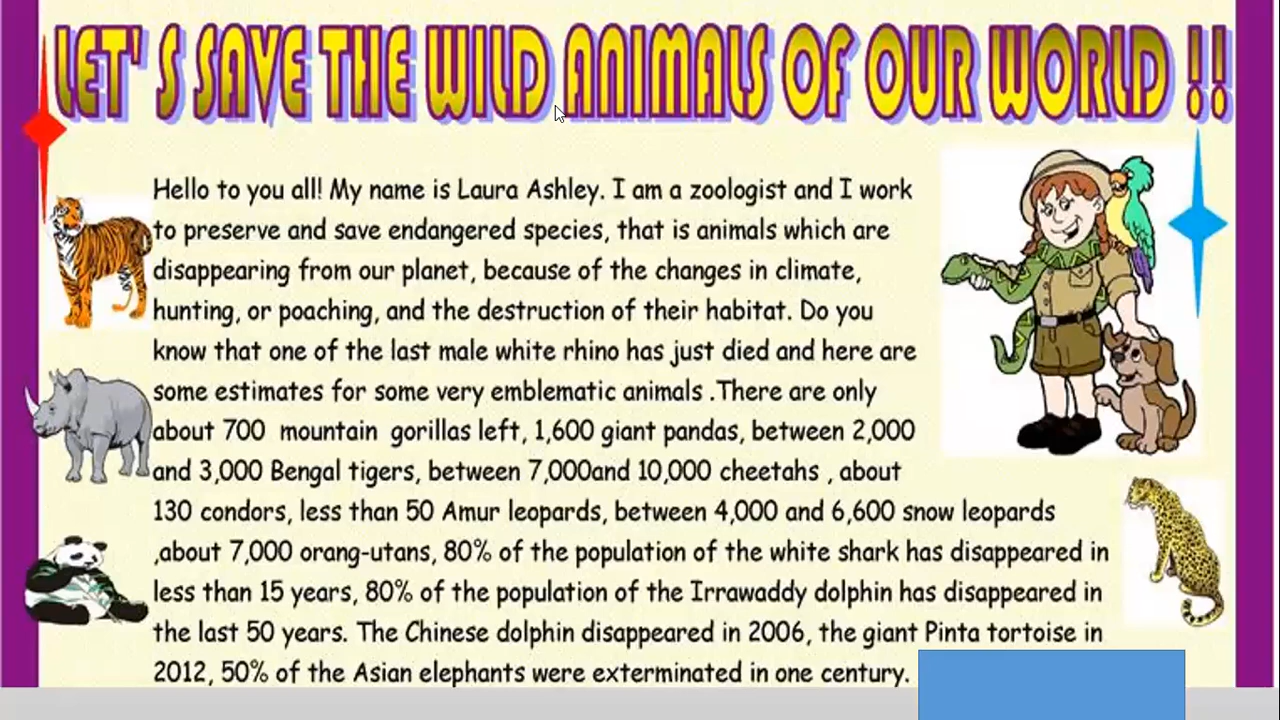 LET'S SAVE THE WILD ANIMALS OF OUR WORLD !!
Hello to you all! My name is Laura Ashley. I am a zoologist and I work
to preserve and save endangered species, that is animals which are
disappearing from our planet, because of the changes in climate,
hunting, or poaching, and the destruction of their habitat. Do you
know that one of the last male white rhino has just died and here are
some estimates for some very emblematic animals .There are only
about 700 mountain gorillas left, 1,600 giant pandas, between 2,000
and 3,000 Bengal tigers, between 7,000and 10,000 cheetahs , about
130 condors, less than 50 Amur leopards, between 4,000 and 6,600 snow leopards
,about 7,000 orang-utans, 80% of the population of the white shark has disappeared in
less than 15 years, 80% of the population of the Irrawaddy dolphin has disappeared in
the last 50 years. The Chinese dolphin disappeared in 2006, the giant Pinta tortoise in
2012, 50% of the Asian elephants were exterminated in one century.